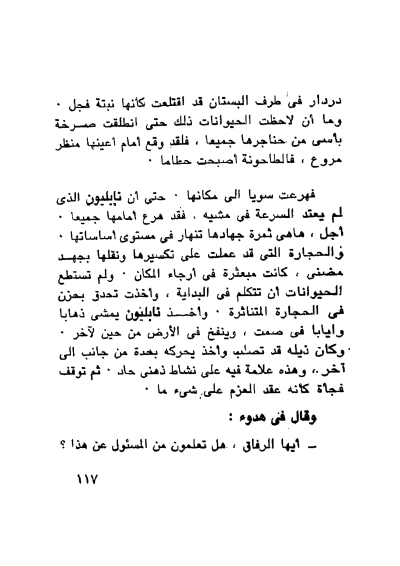 دردار فى طرف البستان قد اقتلعت كأنها نبتة فجل ٠
وما أن لاحظت الحيوانات ذلك حتى انطلقت صرخة
بأسى من حناجرها جميعا ، فلقد وقع أمام أعينها منظر
مروع ، فالطاحونة أصبحت حطاما ٠
فهرعت سويا الى مكانها ٠ حتى أن نابليون الذى
لم يعتد السرعة فى مشيه ، فقد هرع أمامها جميعا ٠
أجل ، هاهى ثمرة جهادها تنهار فى مستوى أساساتها ٠
والحجارة التى قد عملت على تكسيرها ونقلها بجهد
مضنى ، كانت مبعثرة فى أرجاء المكان ٠ ولم تستطع
الحيوانات أن تتكلم فى البداية ، وأخذت تحدق بحزن
فى الحجارة المتناثرة ٠ وأخذ نابليون يمشى ذهابا
وايابا فى صمت ، وينفخ فى الأرض من حين لآخر ٠
وكان ذيله قد تصلب وأخذ يحركه بحدة من جانب الى
آخر ، وهذه علامة فيه على نشاط ذهنى حاد ٠ ثم توقف
فجأة كأنه عقد العزم على شىء ما ٠
وقال فى هدوء :
ــ أيها الرفاق ، هل تعلمون من المسئول عن هذا ؟
١١٧